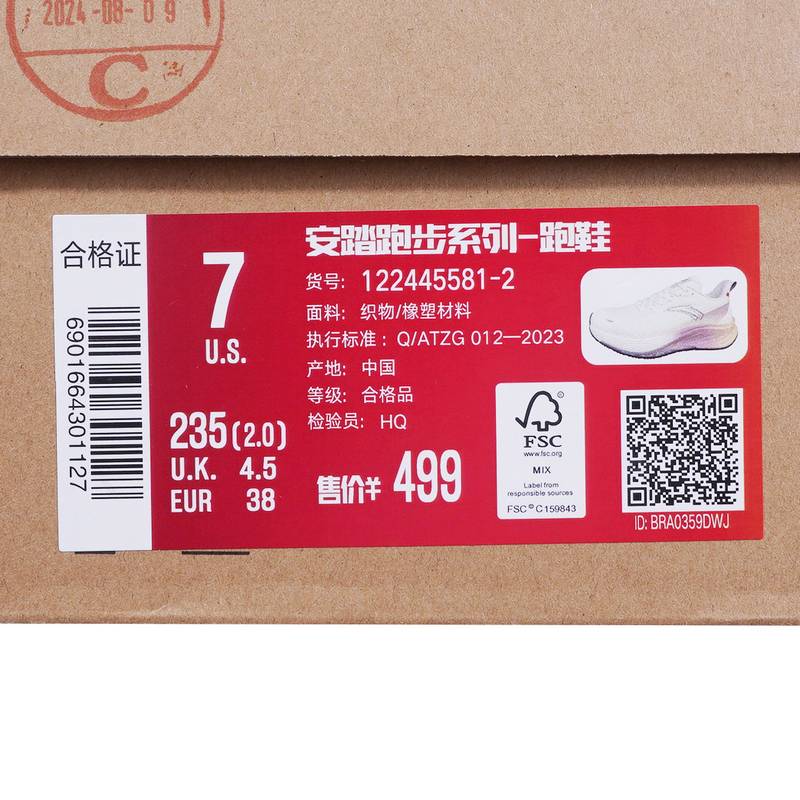 2024-08-09
C
合格证
6901664301127
7
U.S.
235(2.0)
U.K. 4.5
EUR 38
安踏跑步系列-跑鞋
货号: 122445581-2
面料: 织物/橡塑材料
执行标准: Q/ATZG 012—2023
产地: 中国
等级: 合格品
检验员: HQ
售价¥ 499
FSC
www.fsc.org
MIX
Label from
responsible sources
FSC® C159843
ID: BRA0359DWJ